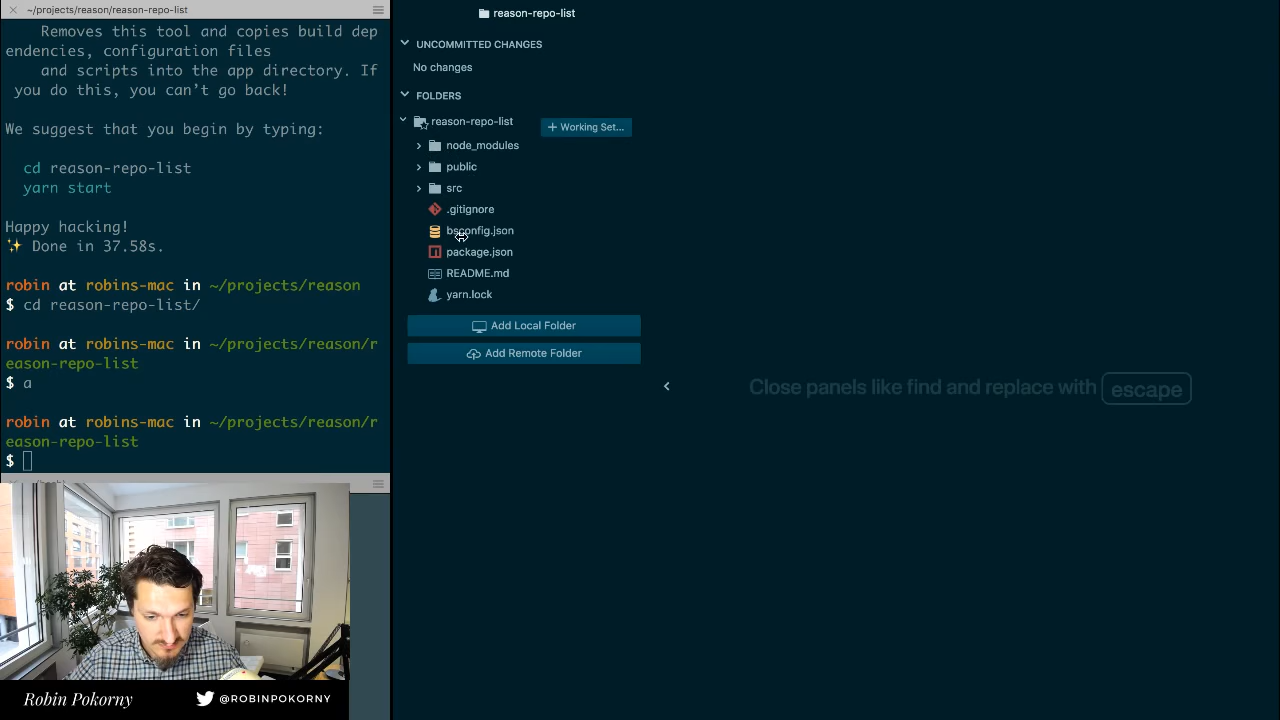 ~/projects/reason/reason-repo-list
Removes this tool and copies build dep
endencies, configuration files
and scripts into the app directory. If
you do this, you can’t go back!
We suggest that you begin by typing:
cd reason-repo-list
yarn start
Happy hacking!
✨ Done in 37.58s.
robin at robins-mac in ~/projects/reason
$ cd reason-repo-list/
robin at robins-mac in ~/projects/reason/r
eason-repo-list
$ a
robin at robins-mac in ~/projects/reason/r
eason-repo-list
$
Robin Pokorny
@ROBINPOKORNY
reason-repo-list
UNCOMMITTED CHANGES
No changes
FOLDERS
reason-repo-list
+ Working Set...
node_modules
public
src
.gitignore
bsconfig.json
package.json
README.md
yarn.lock
Add Local Folder
Add Remote Folder
Close panels like find and replace with escape